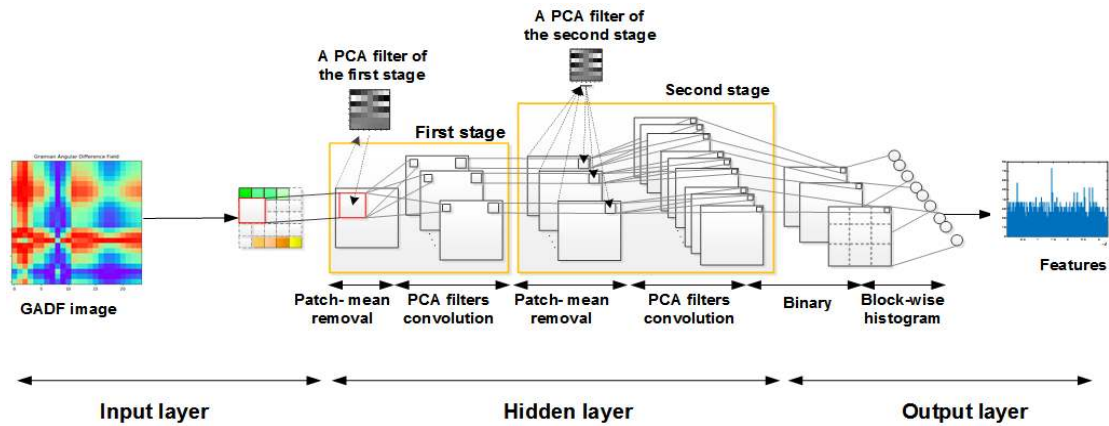 A PCA filter of
the second stage
A PCA filter of
the first stage
Second stage
First stage
Gramian Angular Difference Field
GADF image
Features
Patch- mean
removal
PCA filters
convolution
Patch- mean
removal
PCA filters
convolution
Binary
Block-wise
histogram
Input layer
Hidden layer
Output layer